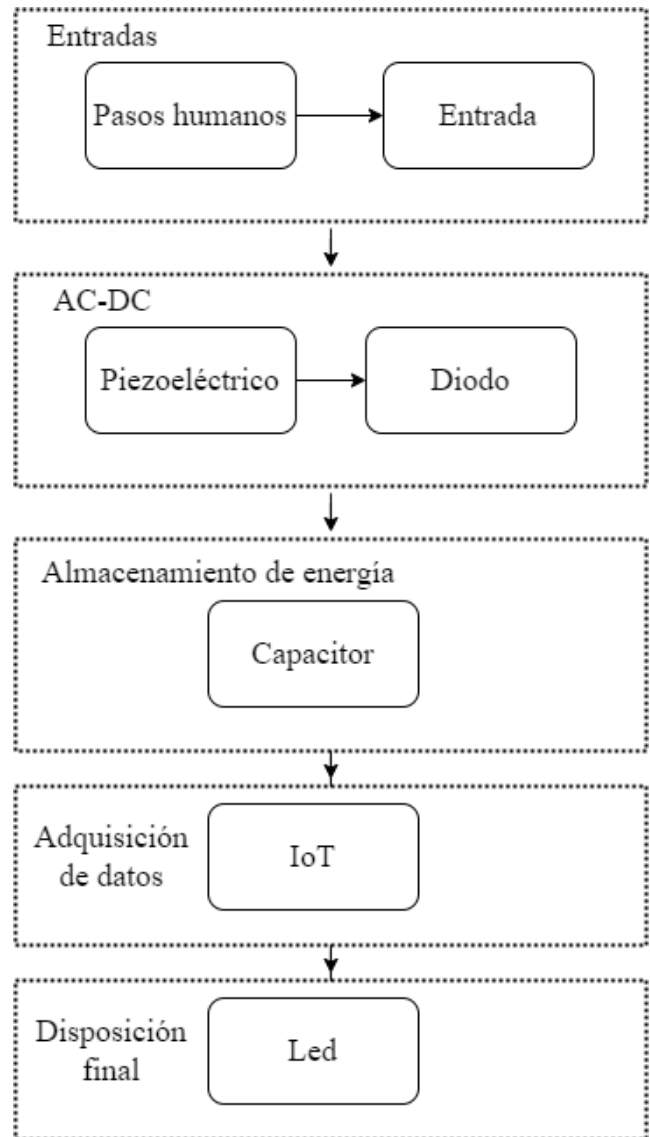 Entradas
Pasos humanos
Entrada
AC-DC
Piezoeléctrico
Diodo
Almacenamiento de energía
Capacitor
Adquisición
de datos
IoT
Disposición
final
Led